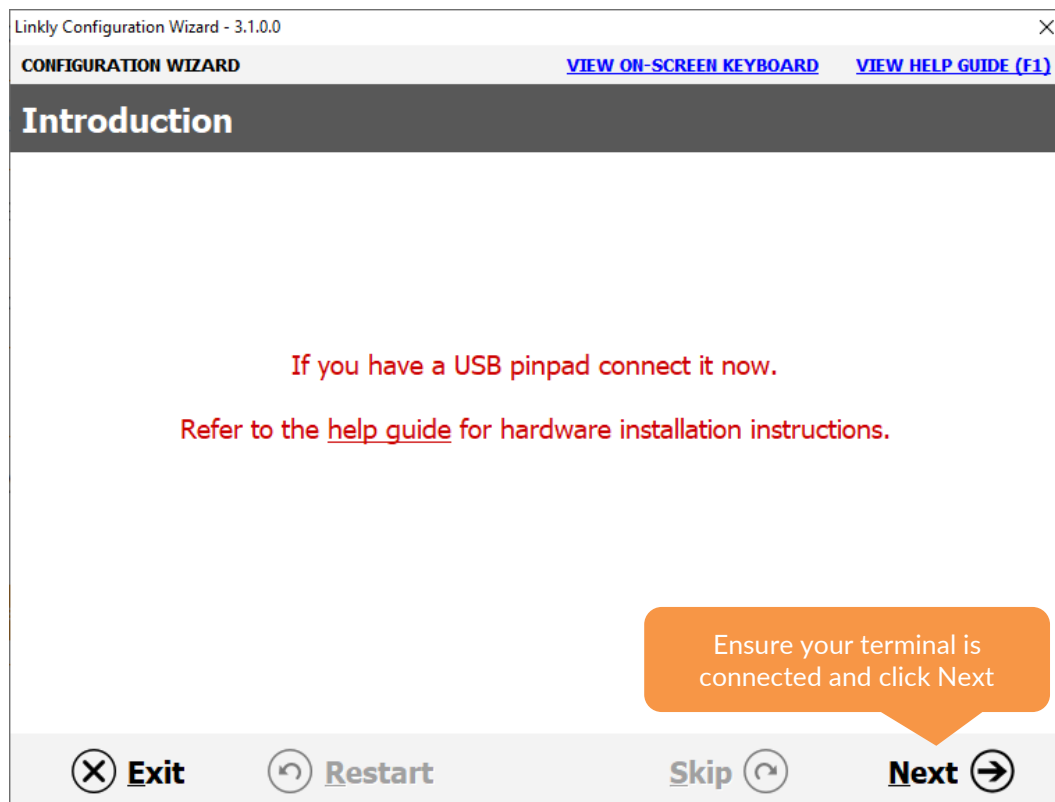 Linkly Configuration Wizard - 3.1.0.0
CONFIGURATION WIZARD VIEW ON-SCREEN KEYBOARD VIEW HELP GUIDE (F1)
Introduction
If you have a USB pinpad connect it now.
Refer to the help guide for hardware installation instructions.
Ensure your terminal is
connected and click Next
Exit Restart Skip Next